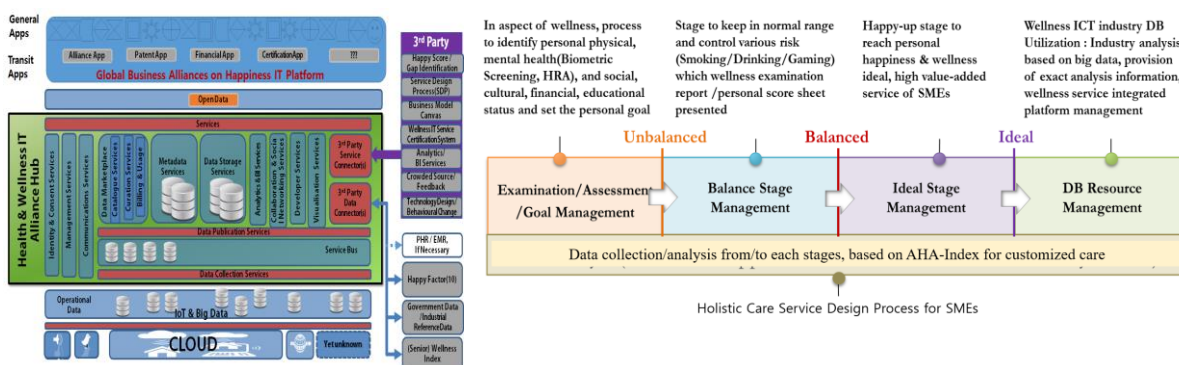 General
Apps
Transit
Apps
Alliance App
Patent App
Financial App
CertificationApp
???
Global Business Alliances on Happiness IT Platform
OpenData
Health & Wellness IT
Alliance Hub
Services
Identity & Consent Services
Management Services
Communications Services
Data Marketplace
Catalogue Services
Curation Services
Billing & Usage
Metadata
Services
Data Storage
Services
Analytics & BI Services
Collaboration & Socia
l Networking Services
Developer Services
Visualisation Services
3rd Party
Service
Connector(s)
3rd Party
Data
Connector(s)
Data Publication Services
Service Bus
Data Collection Services
Operational
Data
IoT & Big Data
CLOUD
Yet unknown
3rd Party
Happy Score /
Gap Identification
Service Design
Process(SDP)
Business Model
Canvas
Wellness IT Service
Certification System
Analytics/
BI Services
Crowded Source/
Feedback
Technology Design/
Behavioural Change
PHR / EMR,
If Necessary
Happy Factor(10)
Government Data
/Industrial
Reference Data
(Senior) Wellness
Index
In aspect of wellness, process
to identify personal physical,
mental health(Biometric
Screening, HRA), and social,
cultural, financial, educational
status and set the personal goal
Stage to keep in normal range
and control various risk
(Smoking/Drinking/Gaming)
which wellness examination
report /personal score sheet
presented
Happy-up stage to
reach personal
happiness & wellness
ideal, high value-added
service of SMEs
Wellness ICT industry DB
Utilization : Industry analysis
based on big data, provision
of exact analysis information,
wellness service integrated
platform management
Unbalanced
Balanced
Ideal
Examination/Assessment
/Goal Management
Balance Stage
Management
Ideal Stage
Management
DB Resource
Management
Data collection/analysis from/to each stages, based on AHA-Index for customized care
Holistic Care Service Design Process for SMEs